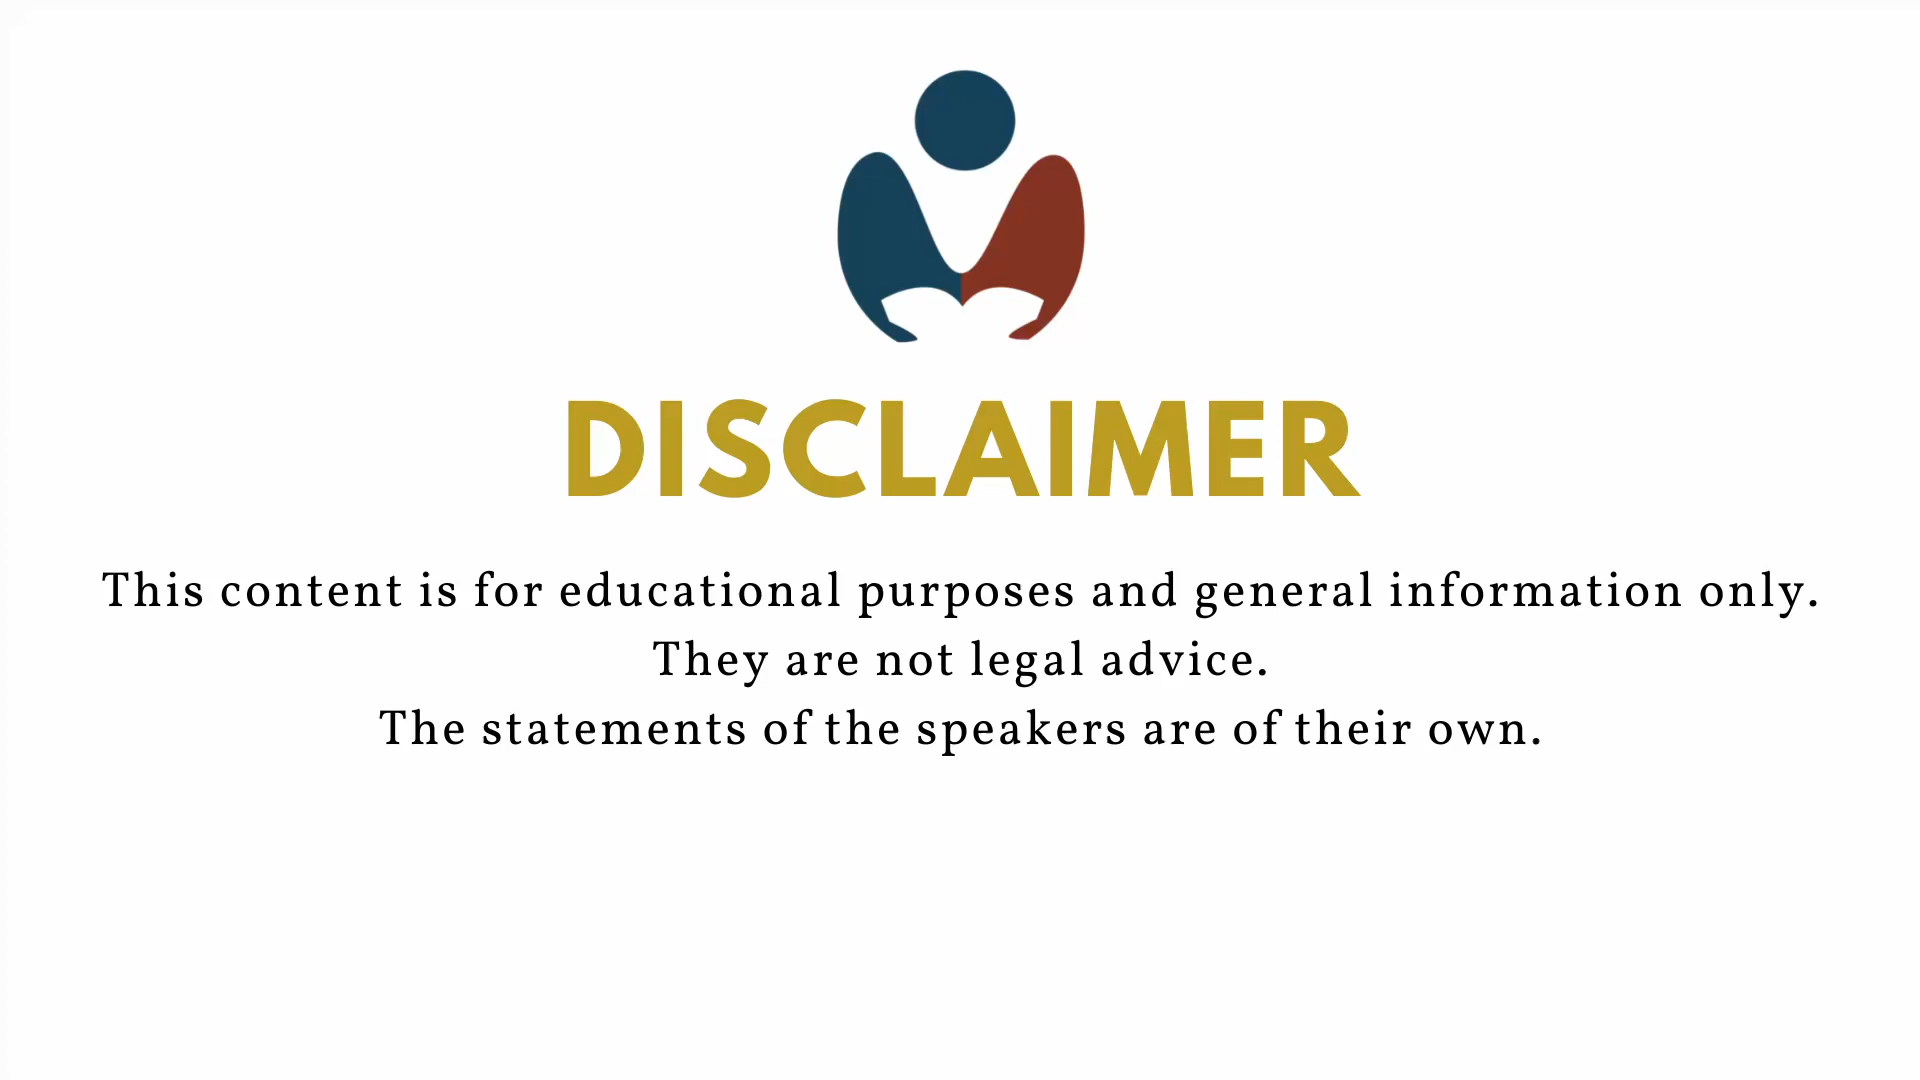 DISCLAIMER
This content is for educational purposes and general information only.
They are not legal advice.
The statements of the speakers are of their own.